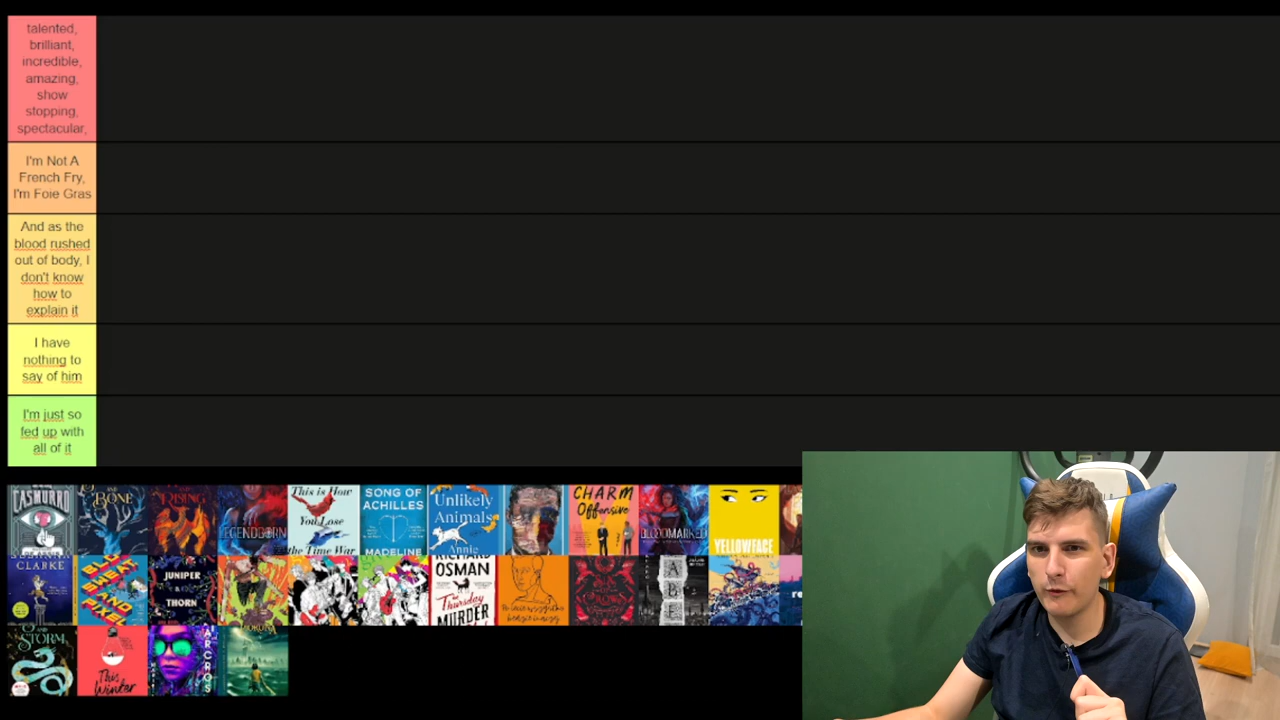 talented,
brilliant,
incredible,
amazing,
show
stopping,
spectacular,
I'm Not A
French Fry,
I'm Foie Gras
And as the
blood rushed
out of body, I
don't know
how to
explain it
I have
nothing to
say of him
I'm just so
fed up with
all of it
CASMURRO
BONE
RISING
LEGENDBORN
This is How
You Lose
the Time War
SONG OF
ACHILLES
MADELINE
Unlikely
Animals
Annie
CHARM
Offensive
BLOODMARKED
YELLOWFACE
CLARKE
BLOOD
SWEAT
AND
PIXELS
JUNIPER
&
THORN
OSMAN
Thursday
MURDER
BABEL
re
AND
STORM
This
Winter